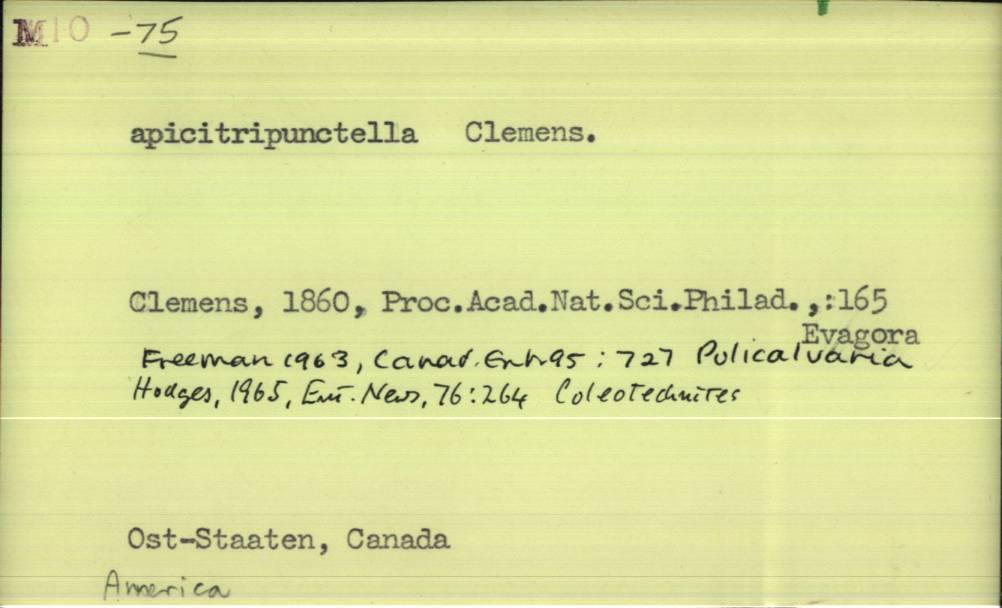 M10 -75
apicitripunctella Clemens.
Clemens, 1860, Proc.Acad.Nat.Sci.Philad.,:165
Evagora
Freeman 1963, Canad. Ent. 95: 727 Pulicalvaria
Hodges, 1965, Ent. News, 76:264 Coleotechnites
Ost-Staaten, Canada
America